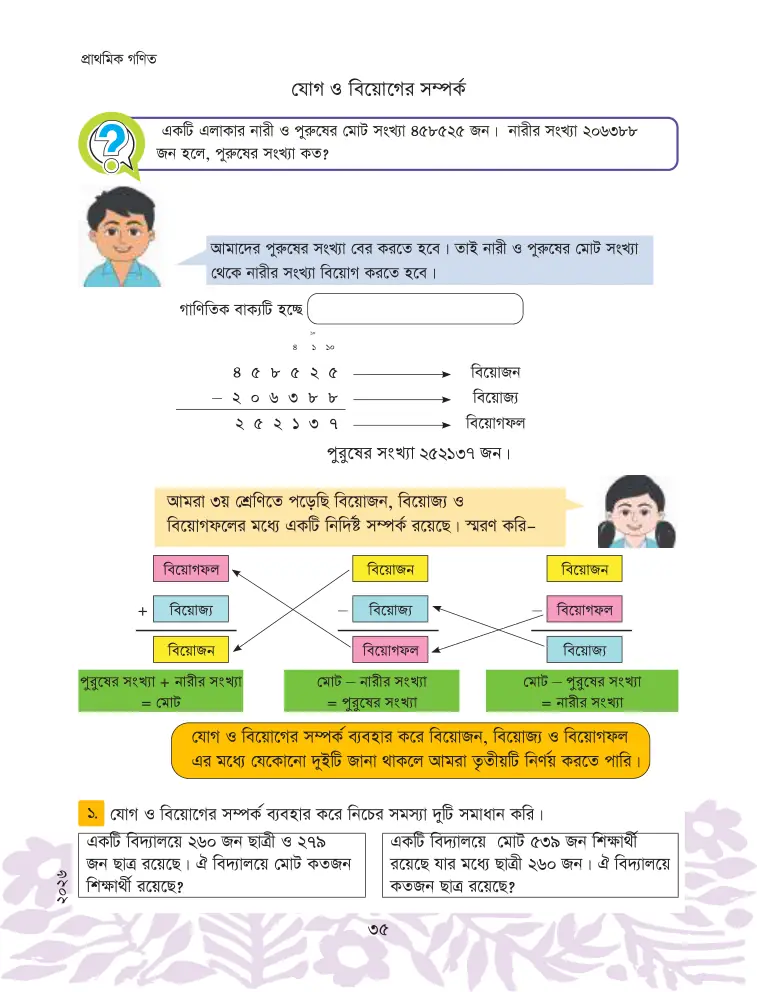 প্রাথমিক গণিত
যোগ ও বিয়োগের সম্পর্ক
একটি এলাকার নারী ও পুরুষের মোট সংখ্যা ৪৫৮৫২৫ জন। নারীর সংখ্যা ২০৬৩৮৮
জন হলে, পুরুষের সংখ্যা কত?
আমাদের পুরুষের সংখ্যা বের করতে হবে। তাই নারী ও পুরুষের মোট সংখ্যা
থেকে নারীর সংখ্যা বিয়োগ করতে হবে।
গাণিতিক বাক্যটি হচ্ছে
৪ ১ ১০
৪ ৫ ৮ ৫ ২ ৫ বিয়োজন
– ২ ০ ৬ ৩ ৮ ৮ বিয়োজ্য
২ ৫ ২ ১ ৩ ৭ বিয়োগফল
পুরুষের সংখ্যা ২৫২১৩৭ জন।
আমরা ৩য় শ্রেণিতে পড়েছি বিয়োজন, বিয়োজ্য ও
বিয়োগফলের মধ্যে একটি নির্দিষ্ট সম্পর্ক রয়েছে। স্মরণ করি–
বিয়োগফল বিয়োজন বিয়োজন
+ বিয়োজ্য – বিয়োজ্য – বিয়োগফল
বিয়োজন বিয়োগফল বিয়োজ্য
পুরুষের সংখ্যা + নারীর সংখ্যা
= মোট
মোট – নারীর সংখ্যা
= পুরুষের সংখ্যা
মোট – পুরুষের সংখ্যা
= নারীর সংখ্যা
যোগ ও বিয়োগের সম্পর্ক ব্যবহার করে বিয়োজন, বিয়োজ্য ও বিয়োগফল
এর মধ্যে যেকোনো দুইটি জানা থাকলে আমরা তৃতীয়টি নির্ণয় করতে পারি।
১. যোগ ও বিয়োগের সম্পর্ক ব্যবহার করে নিচের সমস্যা দুটি সমাধান করি।
একটি বিদ্যালয়ে ২৬০ জন ছাত্রী ও ২৭৯
জন ছাত্র রয়েছে। ঐ বিদ্যালয়ে মোট কতজন
শিক্ষার্থী রয়েছে?
একটি বিদ্যালয়ে মোট ৫৩৯ জন শিক্ষার্থী
রয়েছে যার মধ্যে ছাত্রী ২৬০ জন। ঐ বিদ্যালয়ে
কতজন ছাত্র রয়েছে?
২০২৬
৩৫